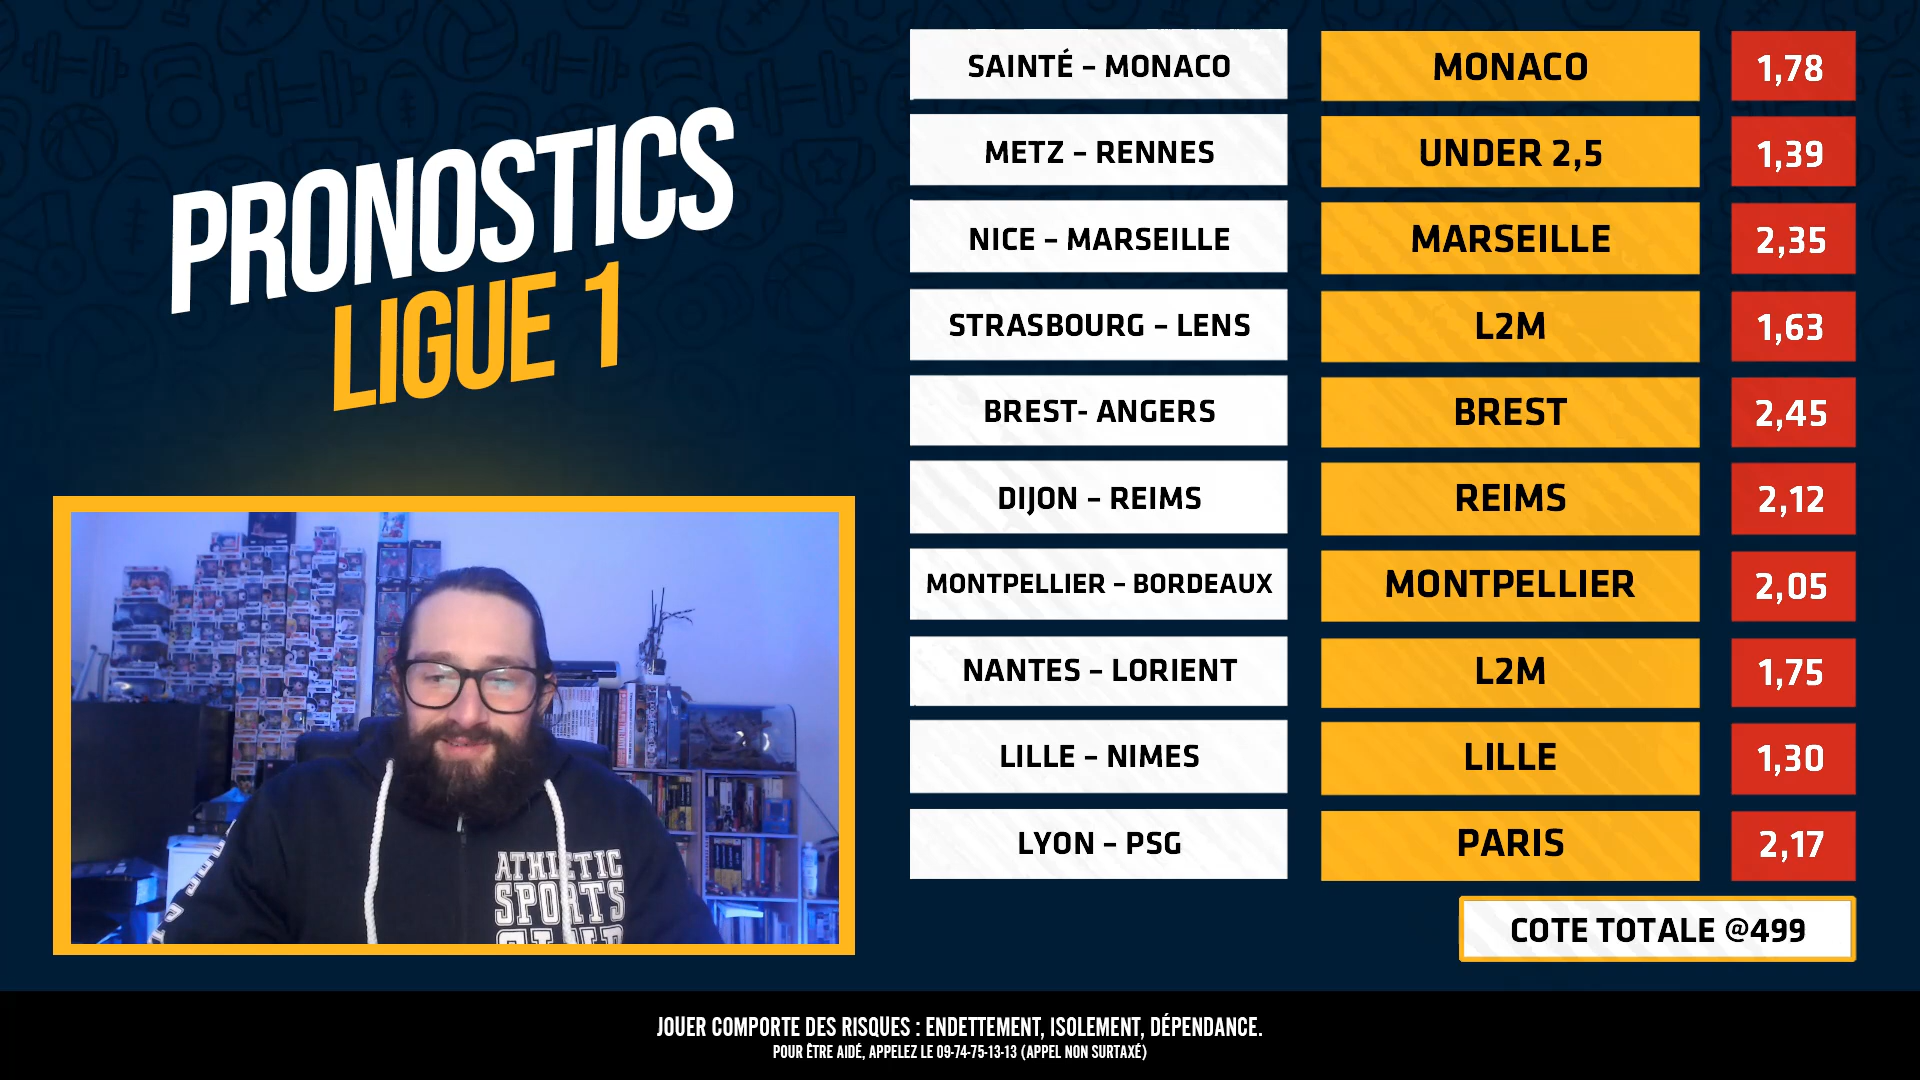 PRONOSTICS
LIGUE 1
SAINTÉ – MONACO MONACO 1,78
METZ – RENNES UNDER 2,5 1,39
NICE – MARSEILLE MARSEILLE 2,35
STRASBOURG – LENS L2M 1,63
BREST- ANGERS BREST 2,45
DIJON – REIMS REIMS 2,12
MONTPELLIER – BORDEAUX MONTPELLIER 2,05
NANTES – LORIENT L2M 1,75
LILLE – NIMES LILLE 1,30
LYON – PSG PARIS 2,17
COTE TOTALE @499
ATHLETIC
SPORTS
JOUER COMPORTE DES RISQUES : ENDETTEMENT, ISOLEMENT, DÉPENDANCE.
POUR ÊTRE AIDÉ, APPELEZ LE 09-74-75-13-13 (APPEL NON SURTAXÉ)